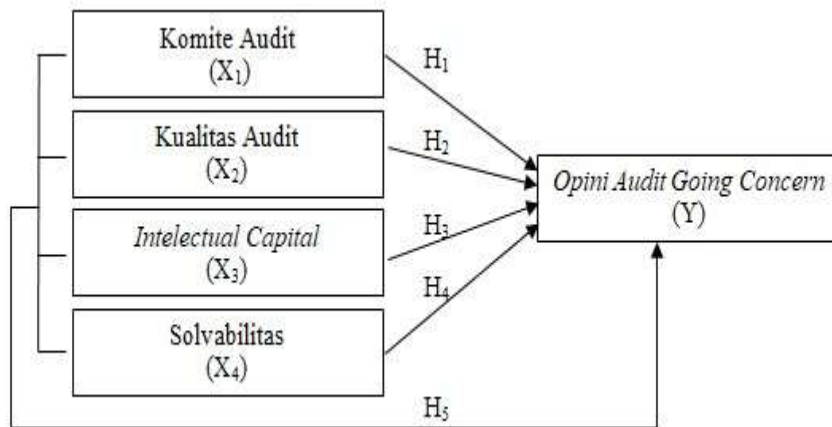 Komite Audit
(X₁)
H₁
Kualitas Audit
(X₂)
H₂
Opini Audit Going Concern
(Y)
Intelectual Capital
(X₃)
H₃
H₄
Solvabilitas
(X₄)
H₅